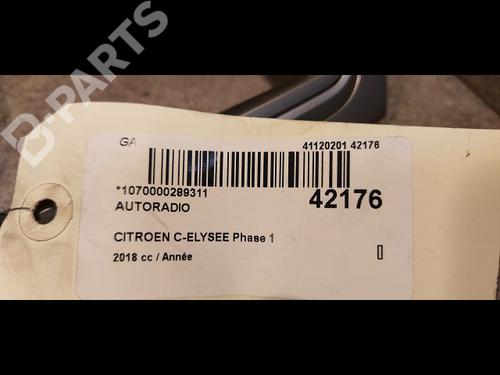 B-PARTS
GA
41120201 42176
*1070000289311
42176
AUTORADIO
CITROEN C-ELYSEE Phase 1
2018 cc / Année